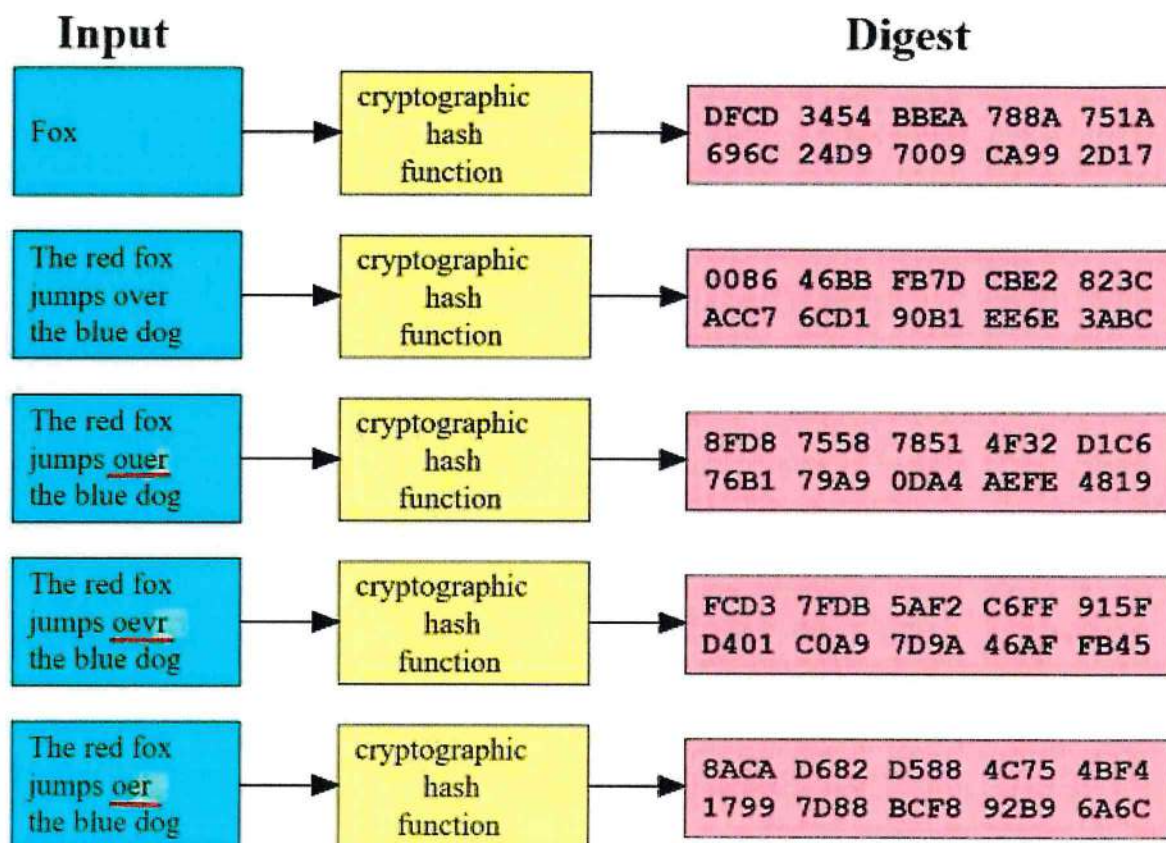 Input
Digest
Fox
cryptographic
hash
function
DFCD 3454 BBEA 788A 751A
696C 24D9 7009 CA99 2D17
The red fox
jumps over
the blue dog
cryptographic
hash
function
0086 46BB FB7D CBE2 823C
ACC7 6CD1 90B1 EE6E 3ABC
The red fox
jumps ouer
the blue dog
cryptographic
hash
function
8FD8 7558 7851 4F32 D1C6
76B1 79A9 0DA4 AEFE 4819
The red fox
jumps oevr
the blue dog
cryptographic
hash
function
FCD3 7FDB 5AF2 C6FF 915F
D401 C0A9 7D9A 46AF FB45
The red fox
jumps oer
the blue dog
cryptographic
hash
function
8ACA D682 D588 4C75 4BF4
1799 7D88 BCF8 92B9 6A6C